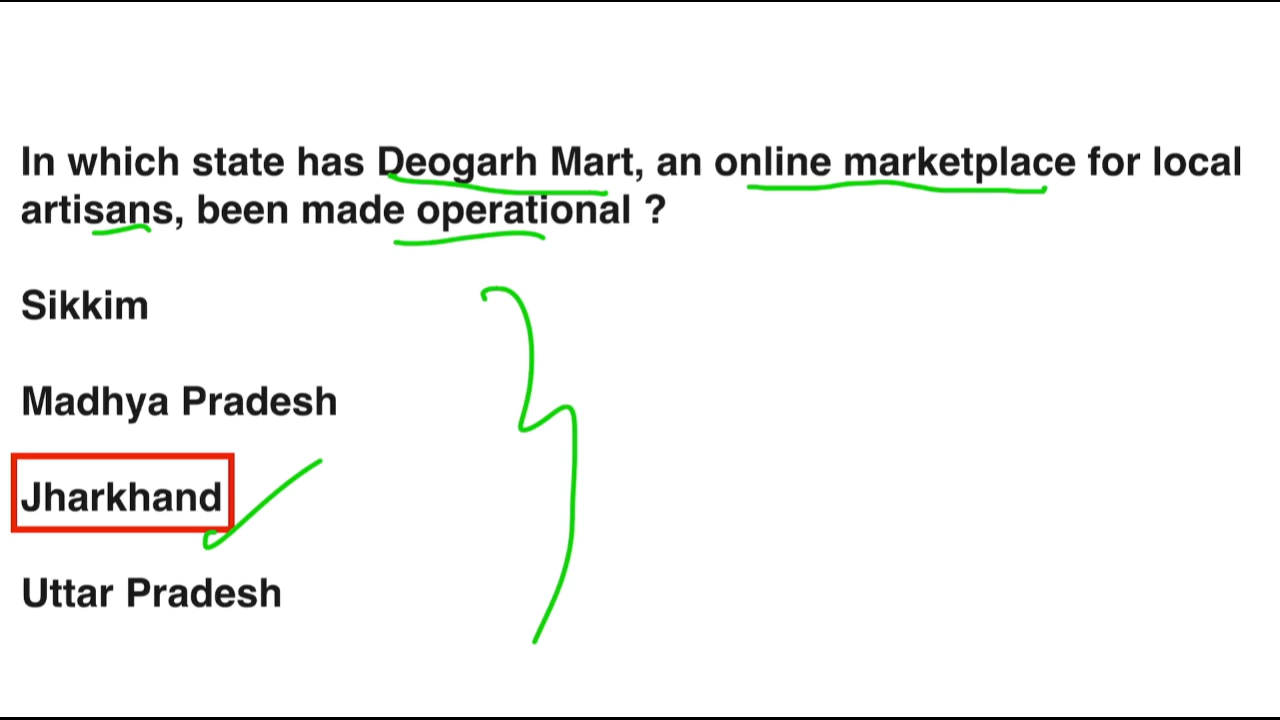 In which state has Deogarh Mart, an online marketplace for local
artisans, been made operational ?
Sikkim
Madhya Pradesh
Jharkhand
Uttar Pradesh